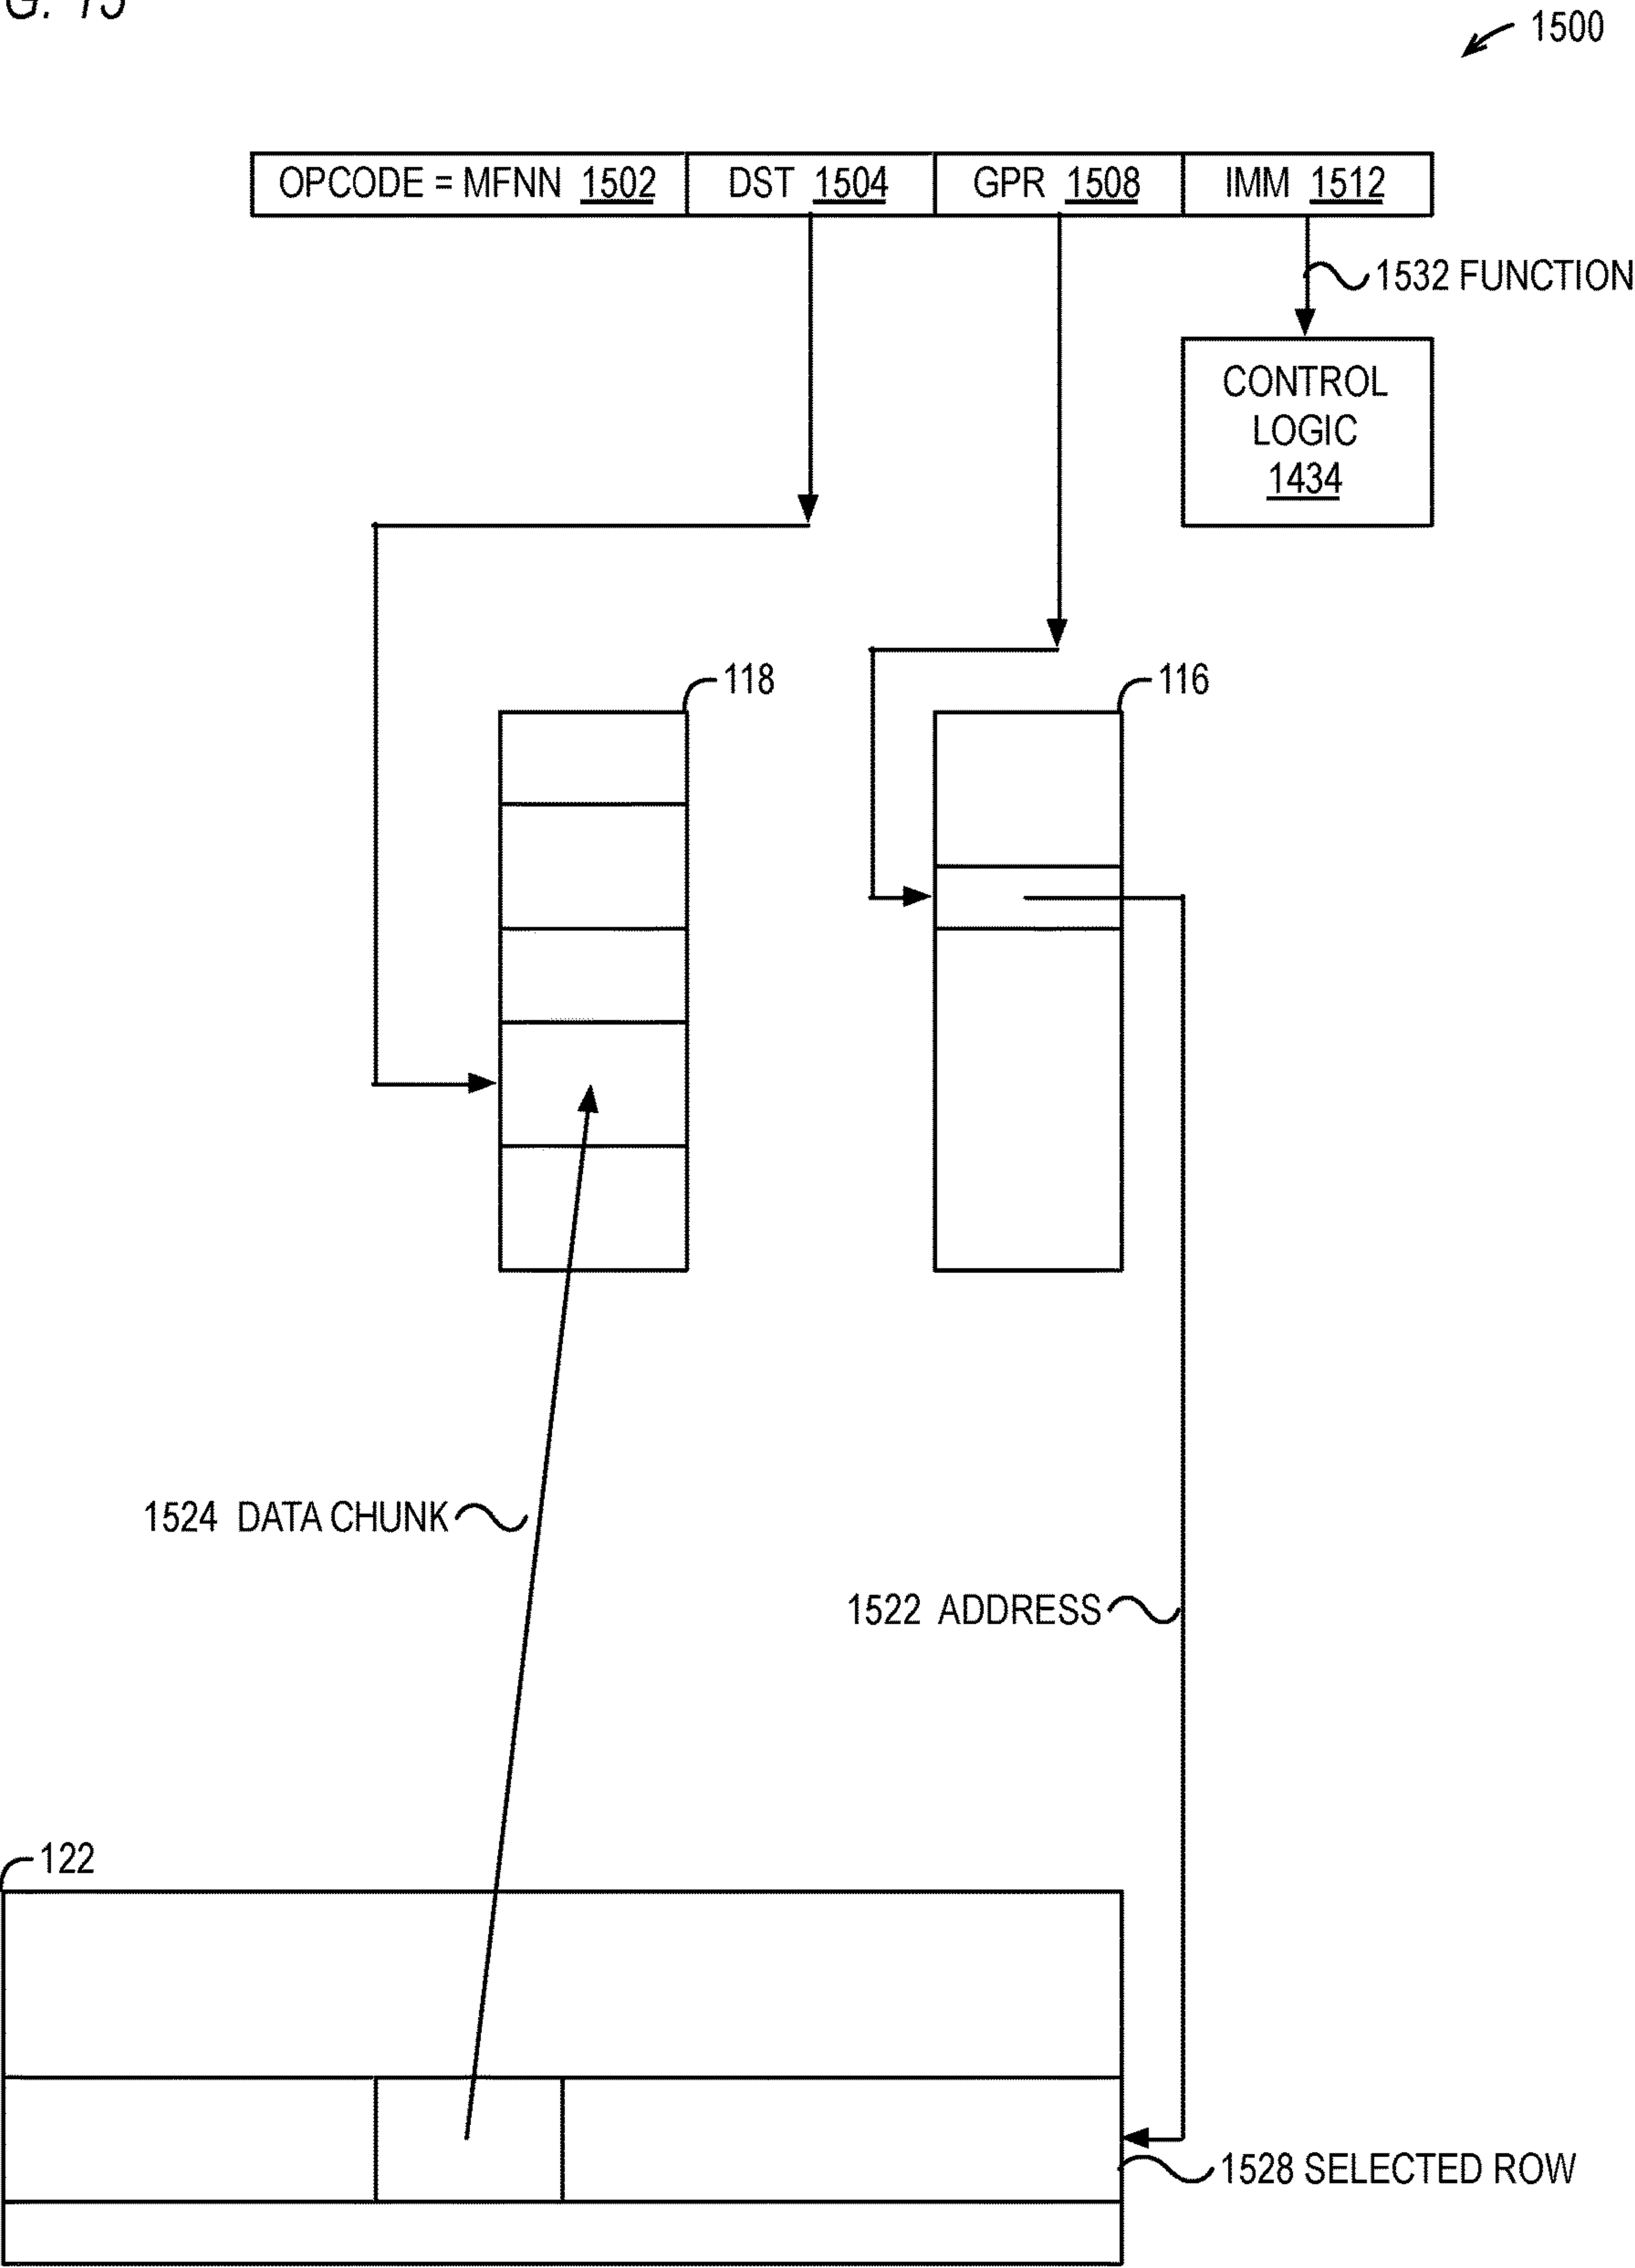 G. 15
1500
OPCODE = MFNN 1502 DST 1504 GPR 1508 IMM 1512
1532 FUNCTION
CONTROL
LOGIC
1434
118 116
1524 DATA CHUNK
1522 ADDRESS
122
1528 SELECTED ROW